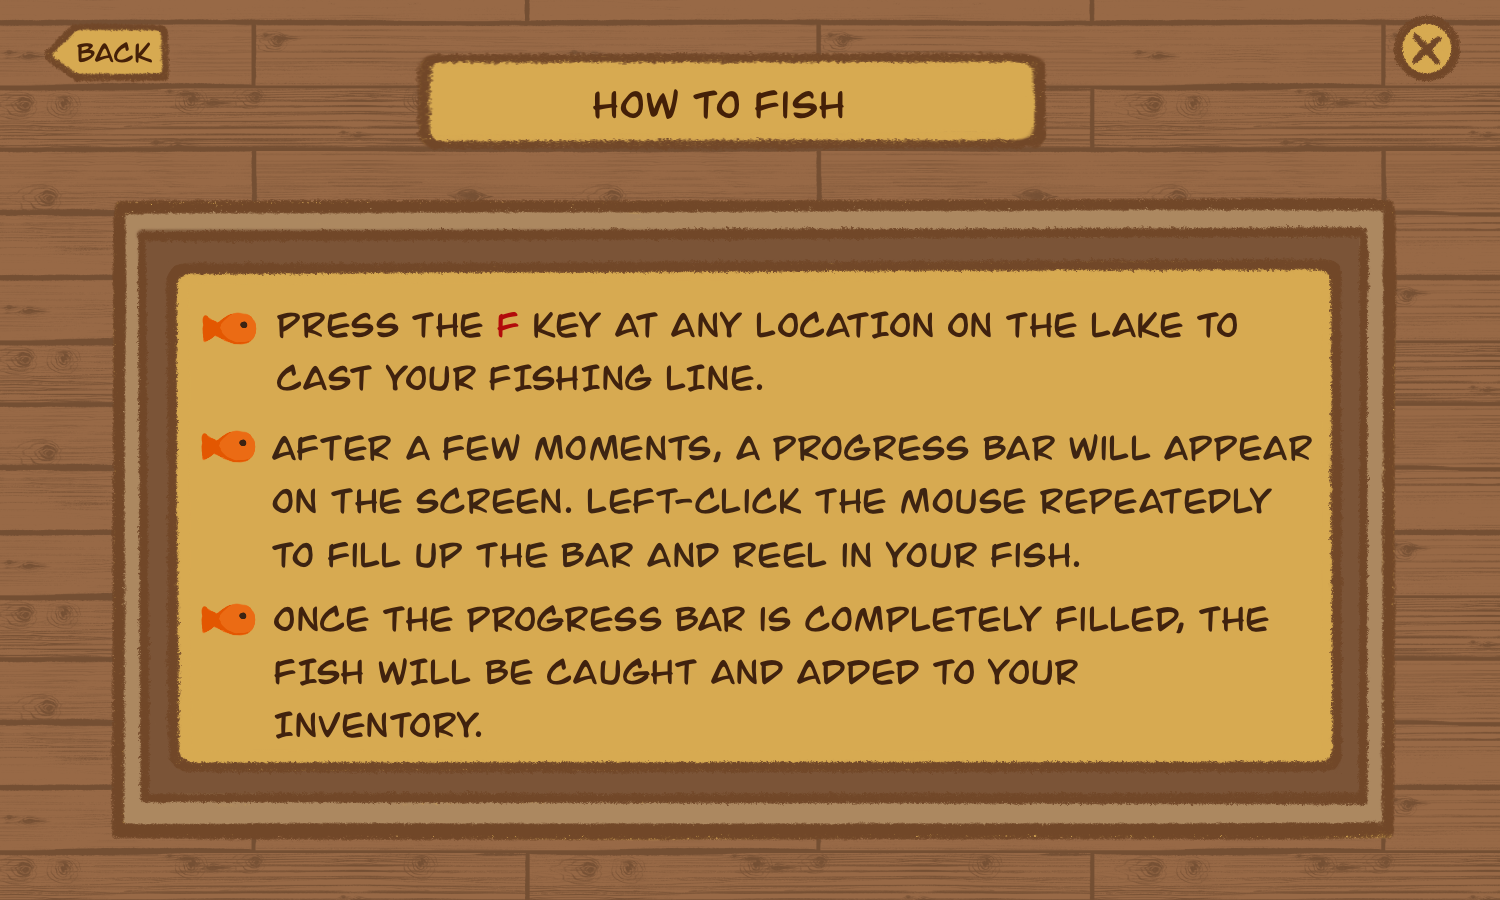 BACK
HOW TO FISH
PRESS THE F KEY AT ANY LOCATION ON THE LAKE TO
CAST YOUR FISHING LINE.
AFTER A FEW MOMENTS, A PROGRESS BAR WILL APPEAR
ON THE SCREEN. LEFT-CLICK THE MOUSE REPEATEDLY
TO FILL UP THE BAR AND REEL IN YOUR FISH.
ONCE THE PROGRESS BAR IS COMPLETELY FILLED, THE
FISH WILL BE CAUGHT AND ADDED TO YOUR
INVENTORY.